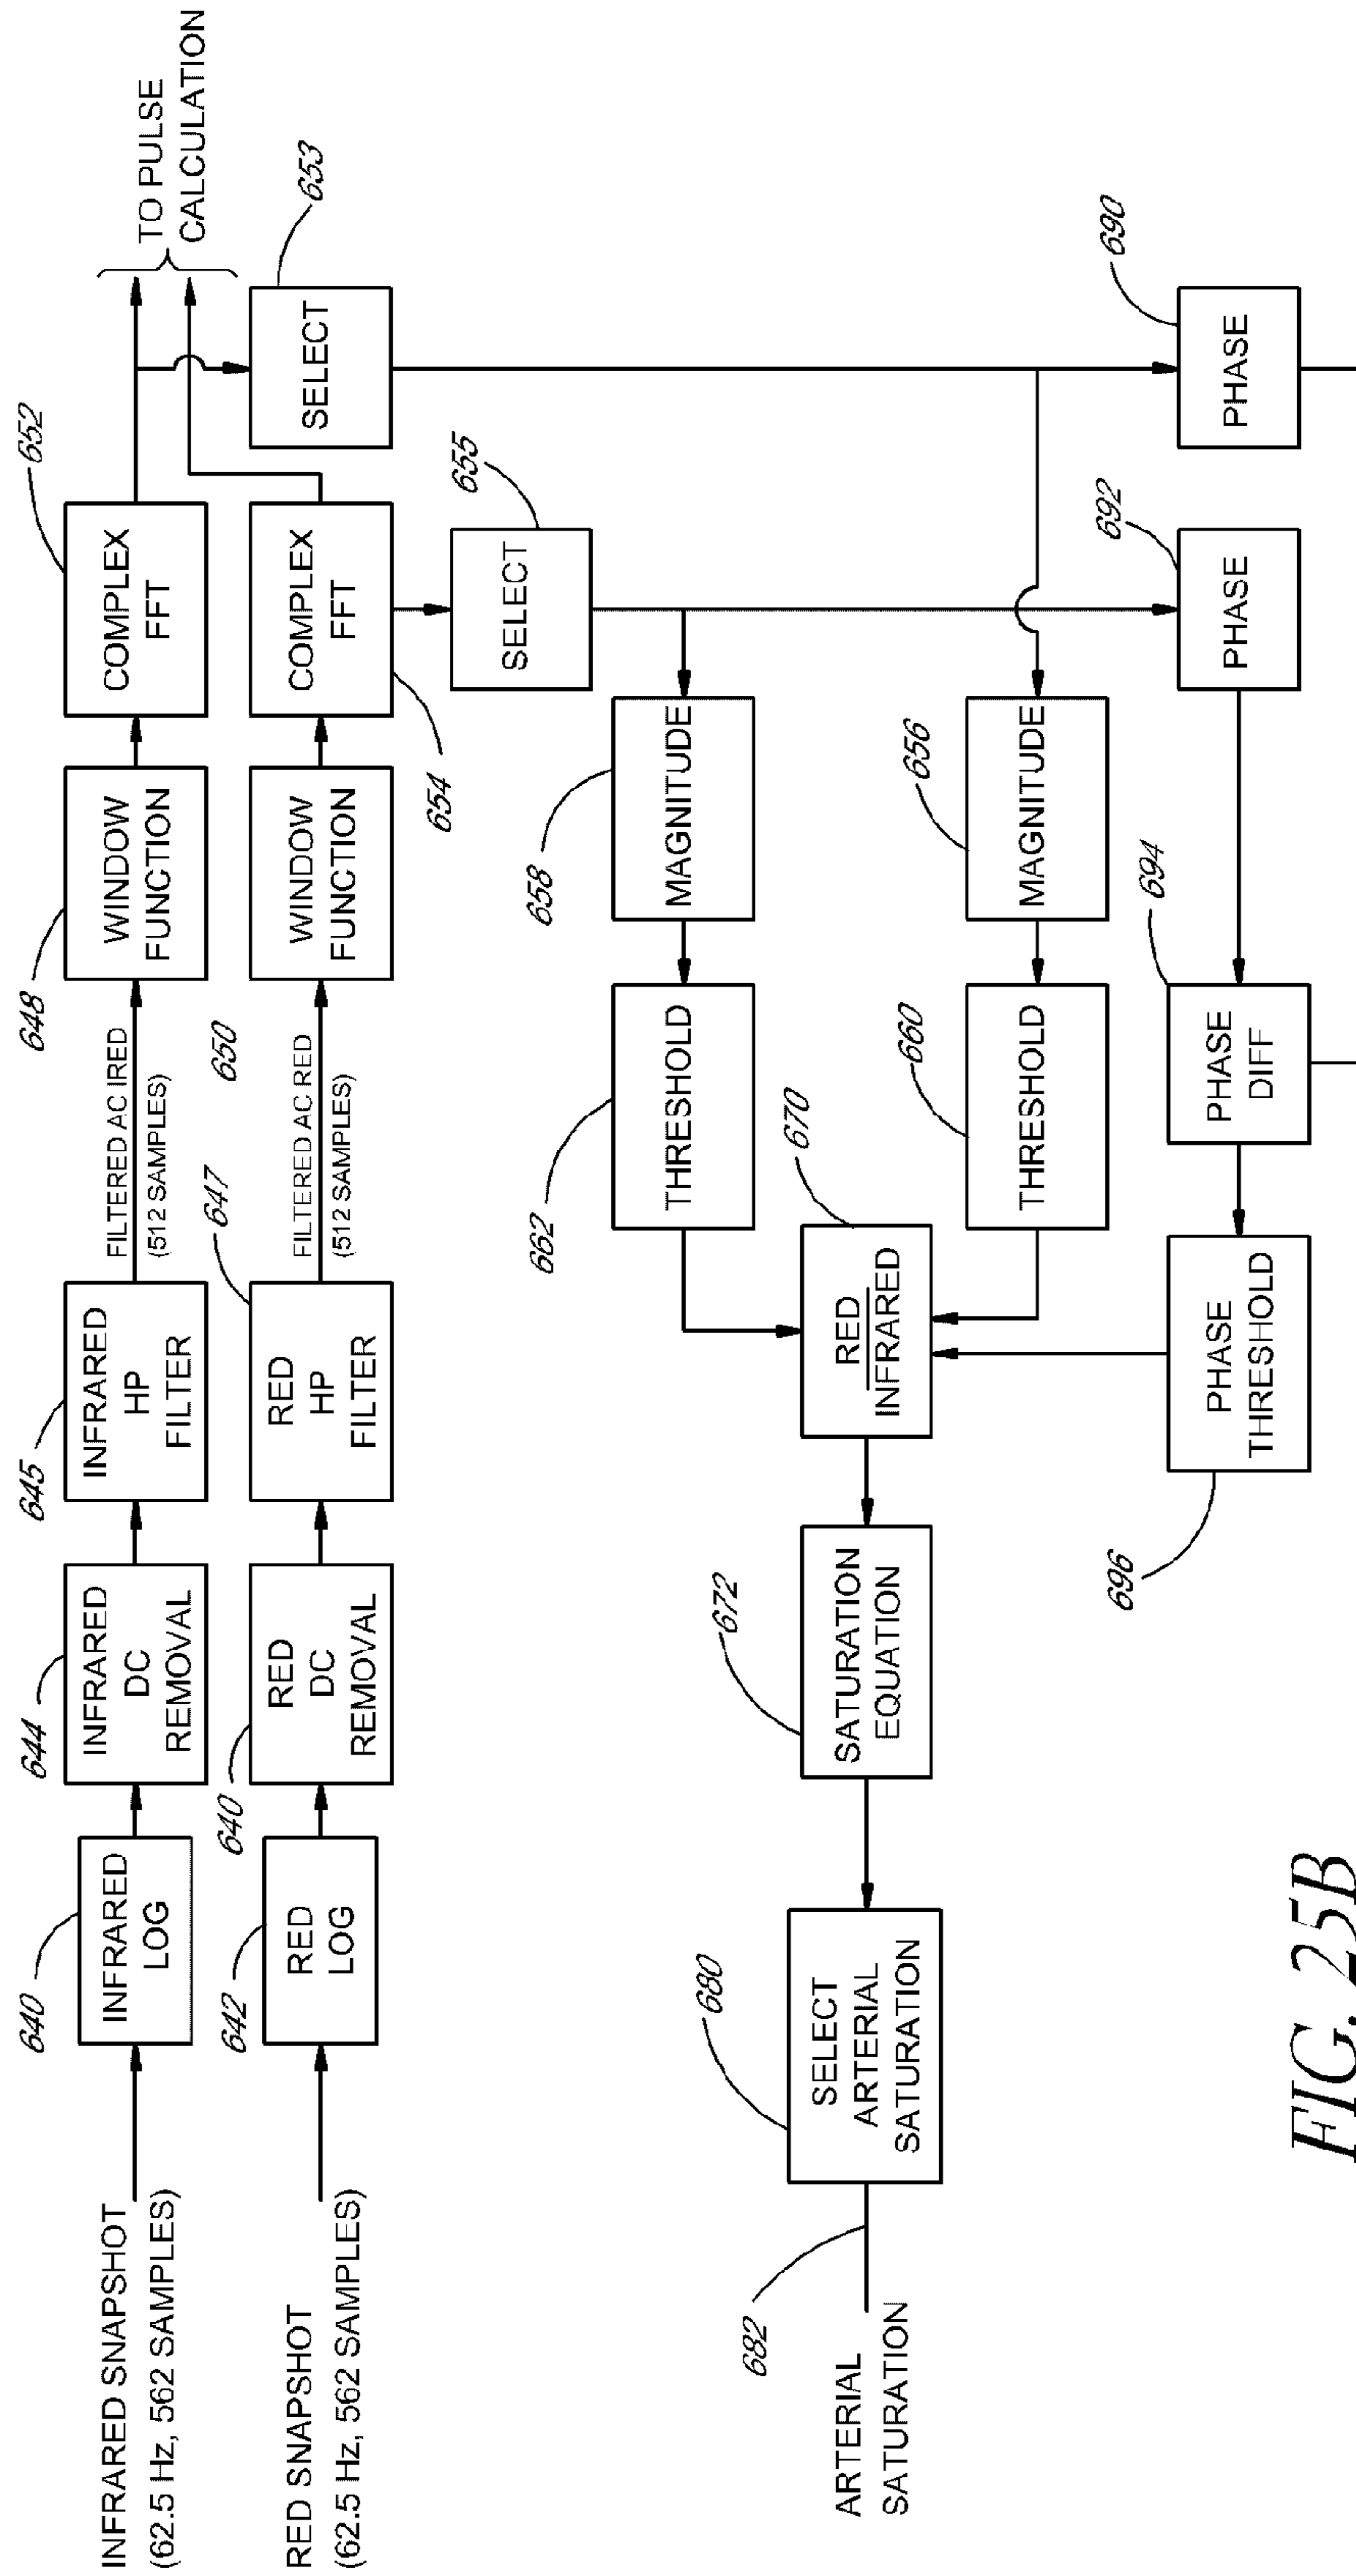 INFRARED SNAPSHOT
(62.5 Hz, 562 SAMPLES)
640
INFRARED
LOG
644
INFRARED
DC
REMOVAL
645
INFRARED
HP
FILTER
FILTERED AC IRED
(512 SAMPLES)
648
WINDOW
FUNCTION
652
COMPLEX
FFT
TO PULSE
CALCULATION
RED SNAPSHOT
(62.5 Hz, 562 SAMPLES)
642
RED
LOG
640
RED
DC
REMOVAL
647
RED
HP
FILTER
FILTERED AC RED
(512 SAMPLES)
650
WINDOW
FUNCTION
654
COMPLEX
FFT
653
SELECT
655
SELECT
658
MAGNITUDE
662
THRESHOLD
656
MAGNITUDE
660
THRESHOLD
670
RED
INFRARED
672
SATURATION
EQUATION
680
SELECT
ARTERIAL
SATURATION
682
ARTERIAL
SATURATION
690
PHASE
692
PHASE
694
PHASE
DIFF
696
PHASE
THRESHOLD
FIG. 25B